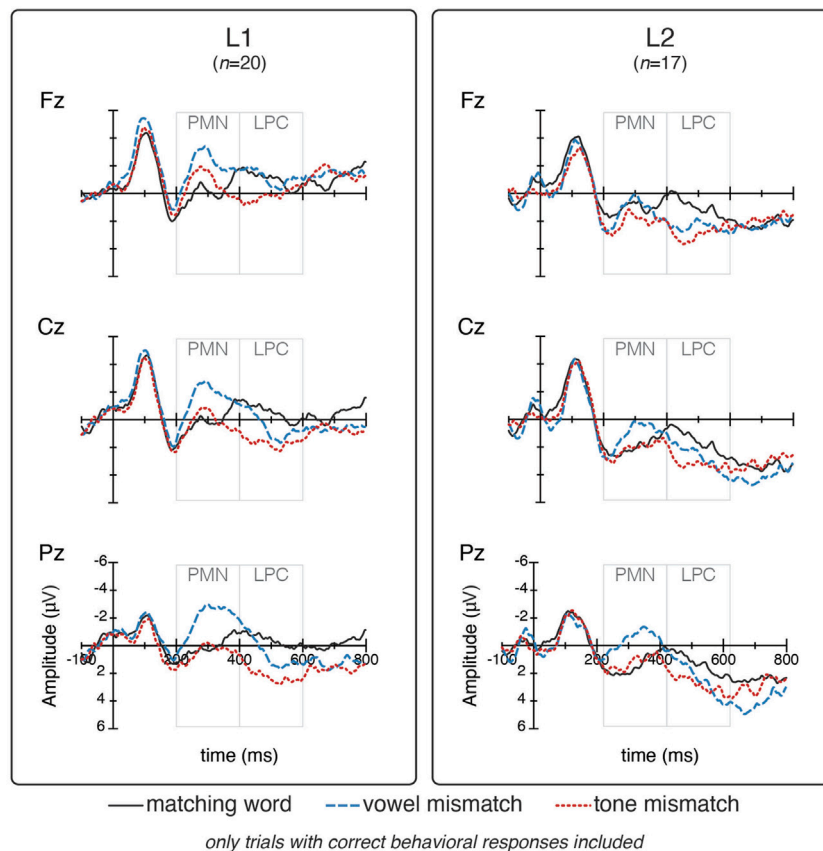 L1
(n=20)
Fz
PMN LPC
Cz
PMN LPC
Pz
PMN LPC
-6
-4
-2
2
4
6
Amplitude (µV)
-100 200 400 600 800
time (ms)
L2
(n=17)
Fz
PMN LPC
Cz
PMN LPC
Pz
PMN LPC
-6
-4
-2
2
4
6
Amplitude (µV)
-100 200 400 600 800
time (ms)
matching word vowel mismatch tone mismatch
only trials with correct behavioral responses included